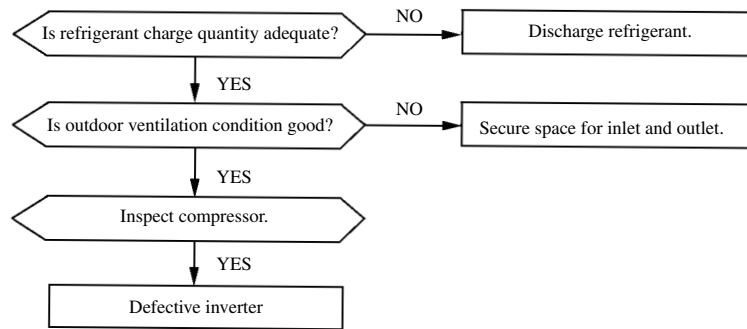 Is refrigerant charge quantity adequate?
NO
Discharge refrigerant.
YES
Is outdoor ventilation condition good?
NO
Secure space for inlet and outlet.
YES
Inspect compressor.
YES
Defective inverter